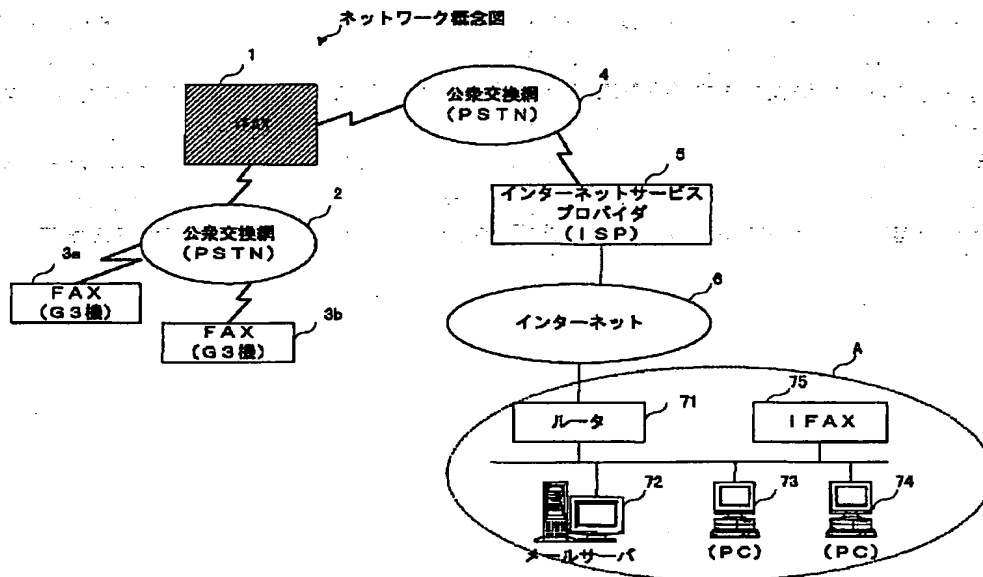 ネットワーク概念図
1
IFAX
4
公衆交換網
(PSTN)
5
インターネットサービス
プロバイダ
(ISP)
2
公衆交換網
(PSTN)
3a
FAX
(G3機)
3b
FAX
(G3機)
6
インターネット
A
71
ルータ
75
IFAX
72
メールサーバ
73
(PC)
74
(PC)